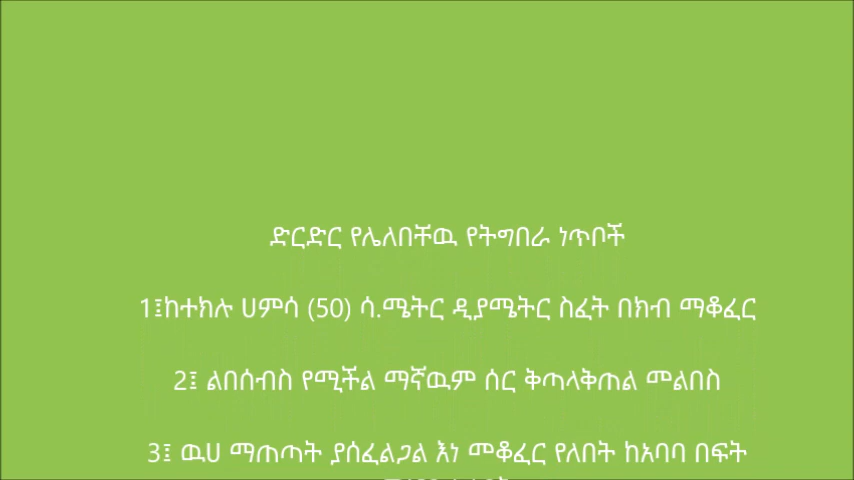 ድርድር የሌለበቸዉ የትግበራ ነጥቦች
1፤ከተክሉ ሀምሳ (50) ሳ.ሜትር ዲያሜትር ስፈት በክብ ማቆፈር
2፤ ልበሰብስ የሚችል ማኛዉም ሰር ቅጣላቅጠል መልበስ
3፤ ዉሀ ማጠጣት ያሰፈልጋል እነ መቆፈር የለበት ከአባባ በፍት